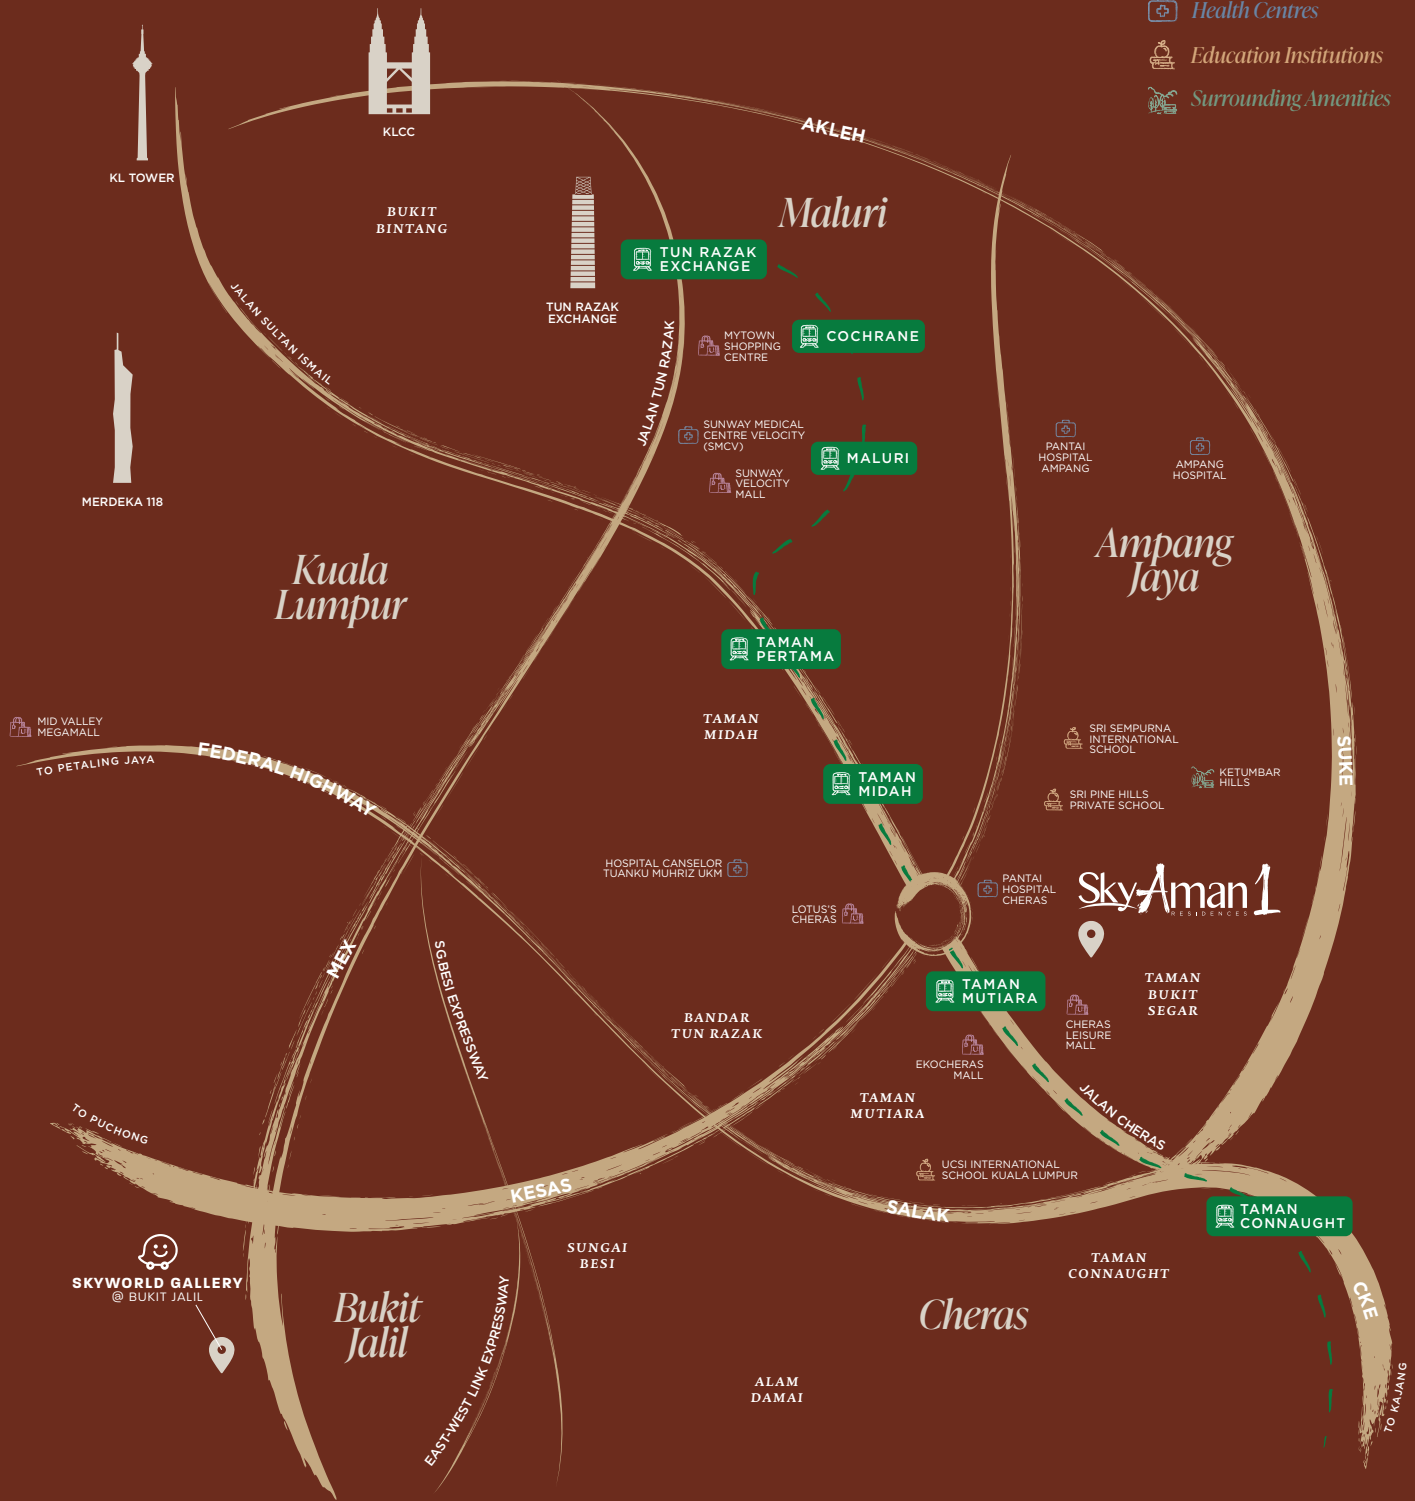 Health Centres
Education Institutions
Surrounding Amenities
KLCC
AKLEH
KL TOWER
BUKIT
BINTANG
Maluri
TUN RAZAK
EXCHANGE
TUN RAZAK
EXCHANGE
JALAN SULTAN ISMAIL
JALAN TUN RAZAK
MYTOWN
SHOPPING
CENTRE
COCHRANE
SUNWAY MEDICAL
CENTRE VELOCITY
(SMCV)
MALURI
SUNWAY
VELOCITY
MALL
PANTAI
HOSPITAL
AMPANG
AMPANG
HOSPITAL
MERDEKA 118
Kuala
Lumpur
Ampang
Jaya
TAMAN
PERTAMA
MID VALLEY
MEGAMALL
TO PETALING JAYA
FEDERAL HIGHWAY
TAMAN
MIDAH
TAMAN
MIDAH
SRI SEMPURNA
INTERNATIONAL
SCHOOL
KETUMBAR
HILLS
SRI PINE HILLS
PRIVATE SCHOOL
SUKE
HOSPITAL CANSELOR
TUANKU MUHRIZ UKM
LOTUS'S
CHERAS
PANTAI
HOSPITAL
CHERAS
SkyAman 1
RESIDENCES
MEX
SG.BESI EXPRESSWAY
TAMAN
MUTIARA
TAMAN
BUKIT
SEGAR
BANDAR
TUN RAZAK
CHERAS
LEISURE
MALL
EKOCHERAS
MALL
TAMAN
MUTIARA
JALAN CHERAS
TO PUCHONG
UCSI INTERNATIONAL
SCHOOL KUALA LUMPUR
KESAS
SALAK
TAMAN
CONNAUGHT
SUNGAI
BESI
TAMAN
CONNAUGHT
SKYWORLD GALLERY
@ BUKIT JALIL
Bukit
Jalil
EAST-WEST LINK EXPRESSWAY
Cheras
CKE
ALAM
DAMAI
TO KAJANG